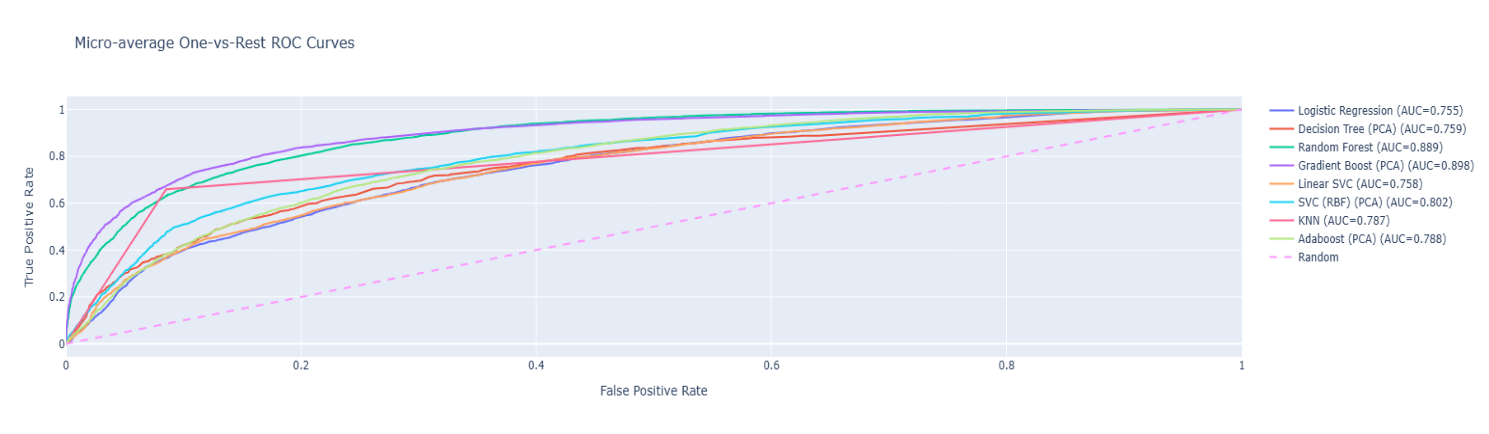 Micro-average One-vs-Rest ROC Curves
1
0.8
0.6
0.4
0.2
0
True Positive Rate
0
0.2
0.4
0.6
0.8
1
False Positive Rate
Logistic Regression (AUC=0.755)
Decision Tree (PCA) (AUC=0.759)
Random Forest (AUC=0.889)
Gradient Boost (PCA) (AUC=0.898)
Linear SVC (AUC=0.758)
SVC (RBF) (PCA) (AUC=0.802)
KNN (AUC=0.787)
Adaboost (PCA) (AUC=0.788)
Random